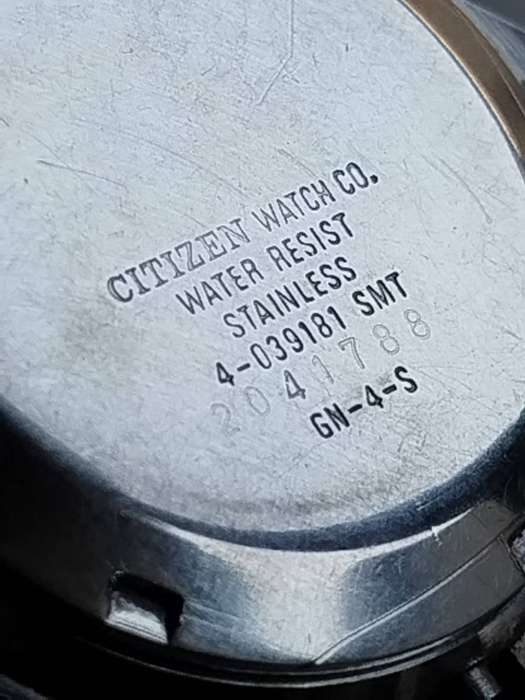 CITIZEN WATCH CO.
WATER RESIST
STAINLESS
4-039181 SMT
2041788
GN-4-S